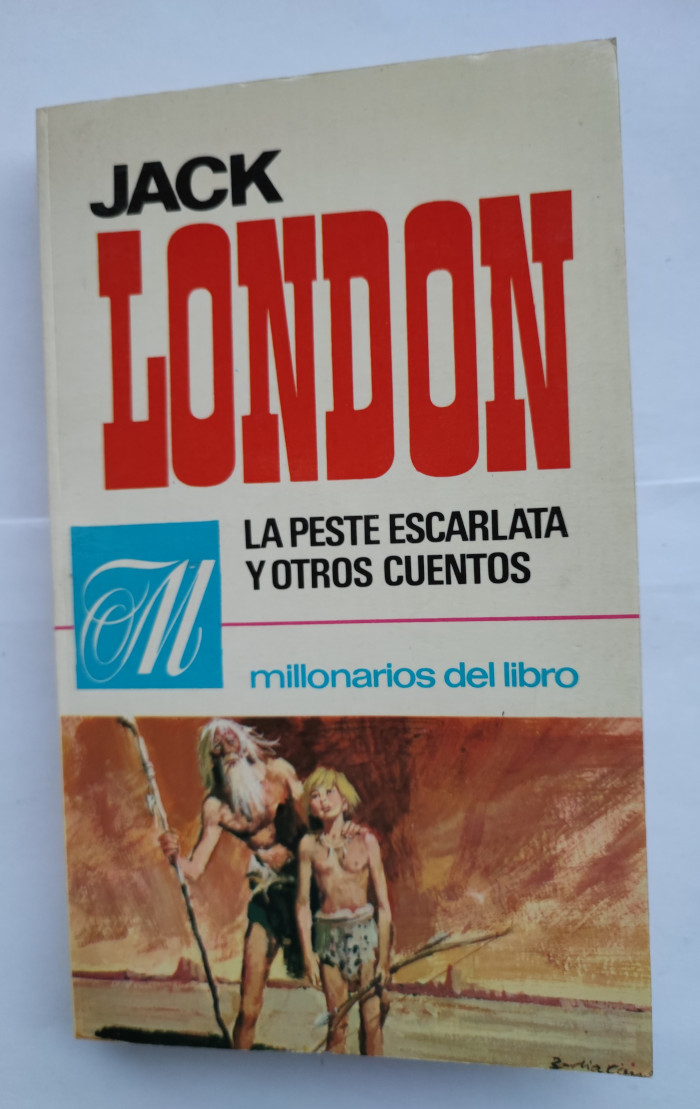 JACK
LONDON
LA PESTE ESCARLATA
Y OTROS CUENTOS
M
millonarios del libro